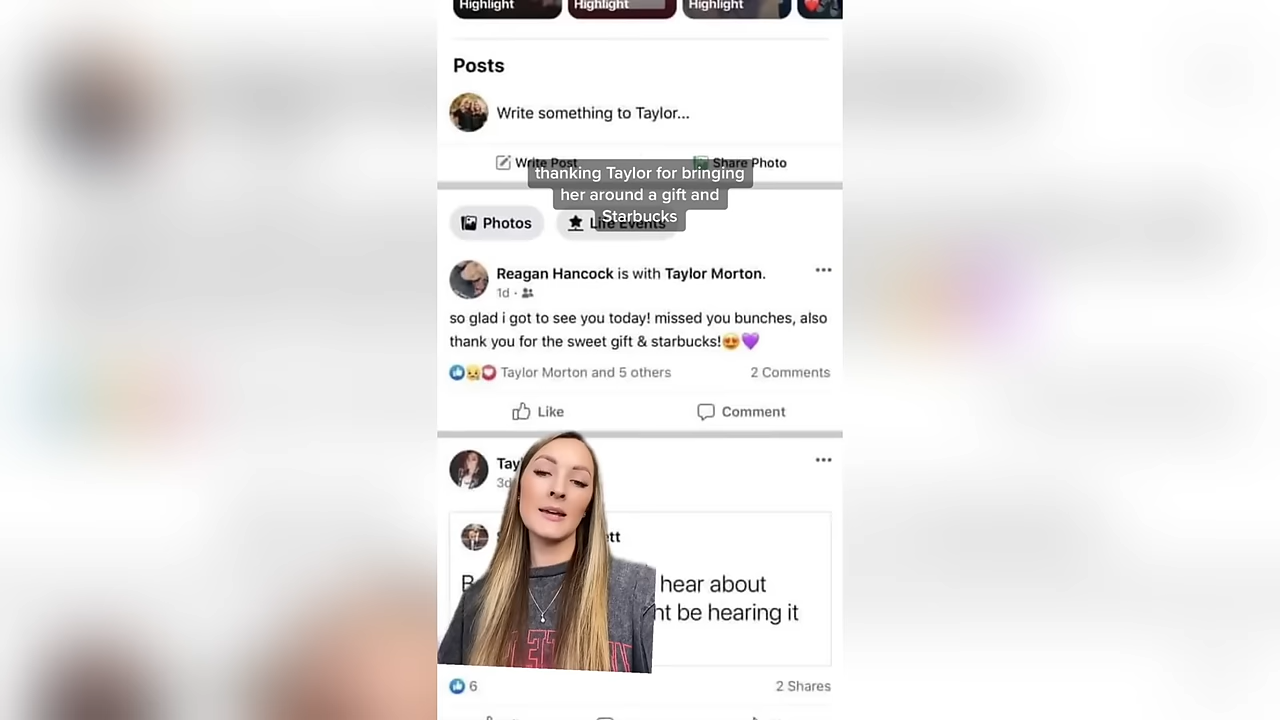 Highlight
Highlight
Highlight
Posts
Write something to Taylor...
Write Post
Share Photo
thanking Taylor for bringing
her around a gift and
Starbucks
Photos
Life Events
Reagan Hancock is with Taylor Morton.
1d ·
so glad i got to see you today! missed you bunches, also
thank you for the sweet gift & starbucks!😍💜
Taylor Morton and 5 others
2 Comments
Like
Comment
3d
hear about
be hearing it
6
2 Shares